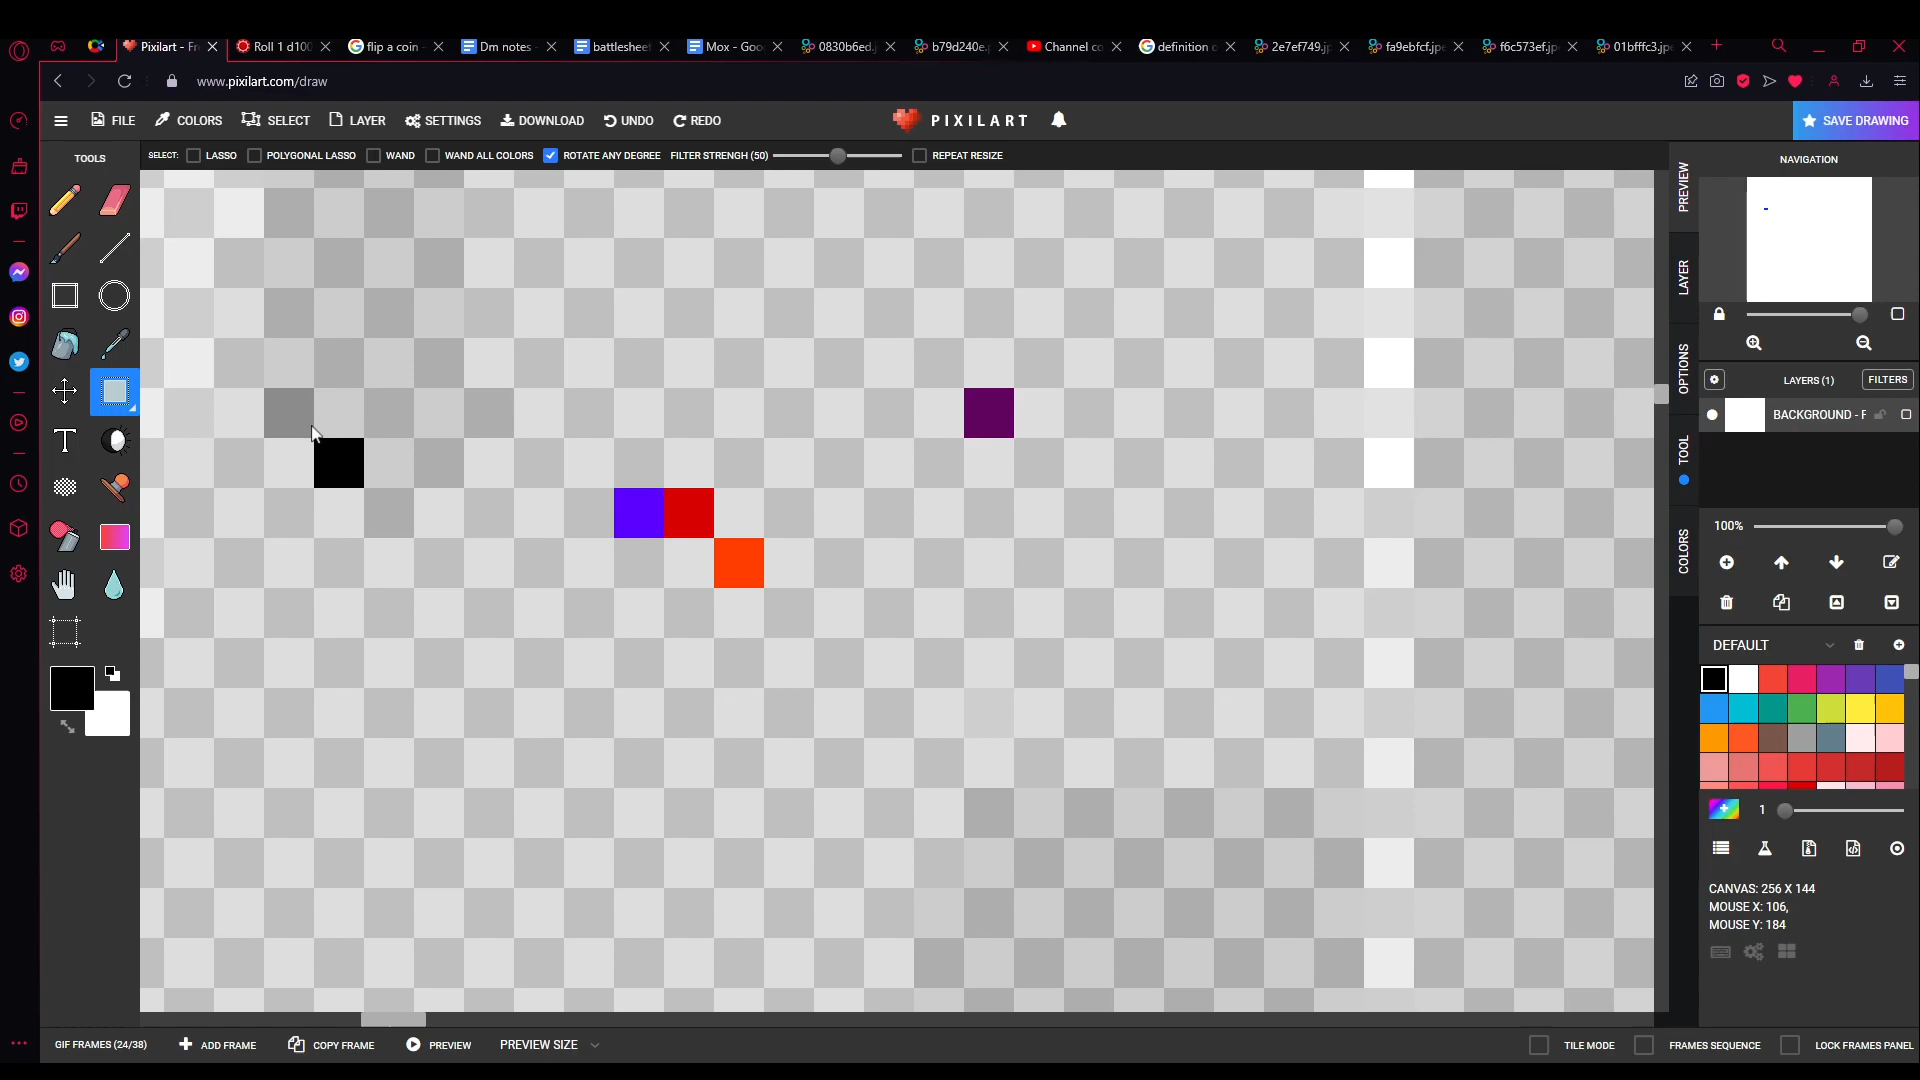 Pixilart - Fr
Roll 1 d100
flip a coin -
Dm notes -
battleshee
Mox - Goo
0830b6ed.j
b79d240e.j
Channel co
definition o
2e7ef749.jp
fa9ebfcf.jpe
f6c573ef.jp
01bfffc3.jpe
www.pixilart.com/draw
FILE
COLORS
SELECT
LAYER
SETTINGS
DOWNLOAD
UNDO
REDO
PIXILART
SAVE DRAWING
TOOLS
SELECT:
LASSO
POLYGONAL LASSO
WAND
WAND ALL COLORS
ROTATE ANY DEGREE
FILTER STRENGH (50)
REPEAT RESIZE
NAVIGATION
PREVIEW
LAYER
OPTIONS
TOOL
COLORS
LAYERS (1)
FILTERS
BACKGROUND - F
100%
DEFAULT
1
CANVAS: 256 X 144
MOUSE X: 106,
MOUSE Y: 184
GIF FRAMES (24/38)
ADD FRAME
COPY FRAME
PREVIEW
PREVIEW SIZE
TILE MODE
FRAMES SEQUENCE
LOCK FRAMES PANEL